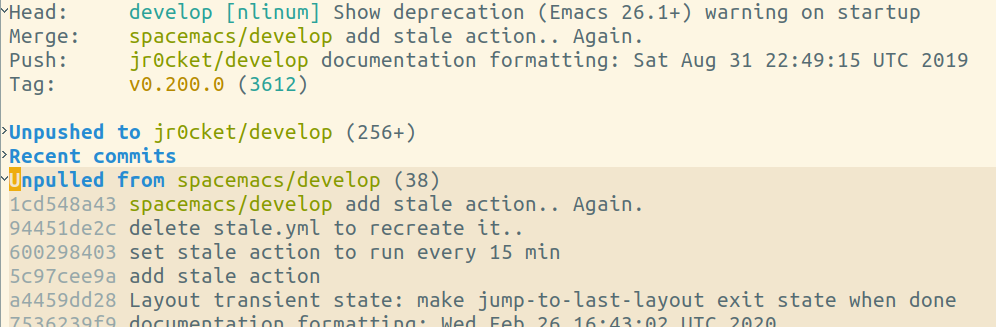 Head:     develop [nlinum] Show deprecation (Emacs 26.1+) warning on startup
Merge:    spacemacs/develop add stale action.. Again.
Push:     jr0cket/develop documentation formatting: Sat Aug 31 22:49:15 UTC 2019
Tag:      v0.200.0 (3612)
Unpushed to jr0cket/develop (256+)
Recent commits
Unpulled from spacemacs/develop (38)
1cd548a43 spacemacs/develop add stale action.. Again.
94451de2c delete stale.yml to recreate it..
600298403 set stale action to run every 15 min
5c97cee9a add stale action
a4459dd28 Layout transient state: make jump-to-last-layout exit state when done
7536239f9 documentation formatting: Wed Feb 26 16:43:02 UTC 2020